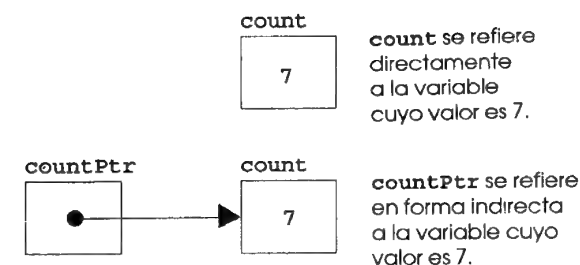 count
7
count se refiere
directamente
a la variable
cuyo valor es 7.
countPtr
count
7
countPtr se refiere
en forma indirecta
a la variable cuyo
valor es 7.